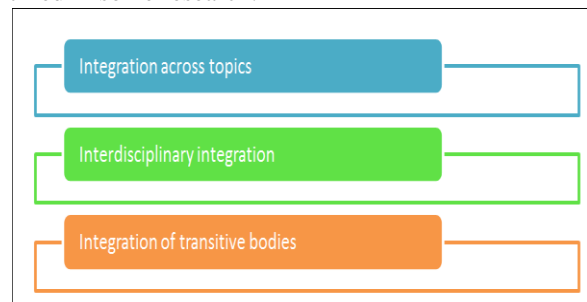 Integration across topics
Interdisciplinary integration
Integration of transitive bodies